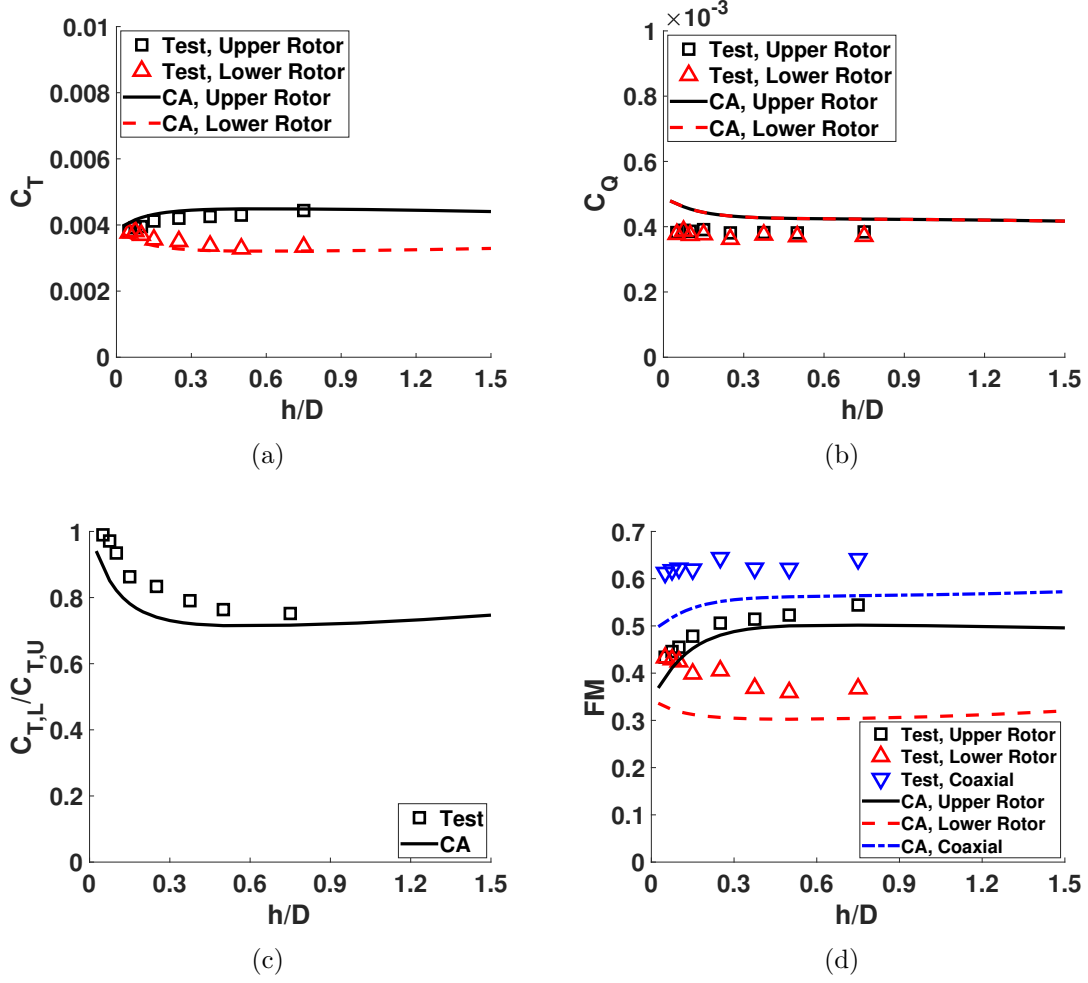 0.01
0.008
0.006
0.004
0.002
0
C_T
Test, Upper Rotor
Test, Lower Rotor
CA, Upper Rotor
CA, Lower Rotor
0 0.3 0.6 0.9 1.2 1.5
h/D
(a)
×10^-3
1
0.8
0.6
0.4
0.2
0
C_Q
Test, Upper Rotor
Test, Lower Rotor
CA, Upper Rotor
CA, Lower Rotor
0 0.3 0.6 0.9 1.2 1.5
h/D
(b)
1
0.8
0.6
0.4
0.2
0
C_T,L/C_T,U
Test
CA
0 0.3 0.6 0.9 1.2 1.5
h/D
(c)
0.7
0.6
0.5
0.4
0.3
0.2
0.1
0
FM
Test, Upper Rotor
Test, Lower Rotor
Test, Coaxial
CA, Upper Rotor
CA, Lower Rotor
CA, Coaxial
0 0.3 0.6 0.9 1.2 1.5
h/D
(d)